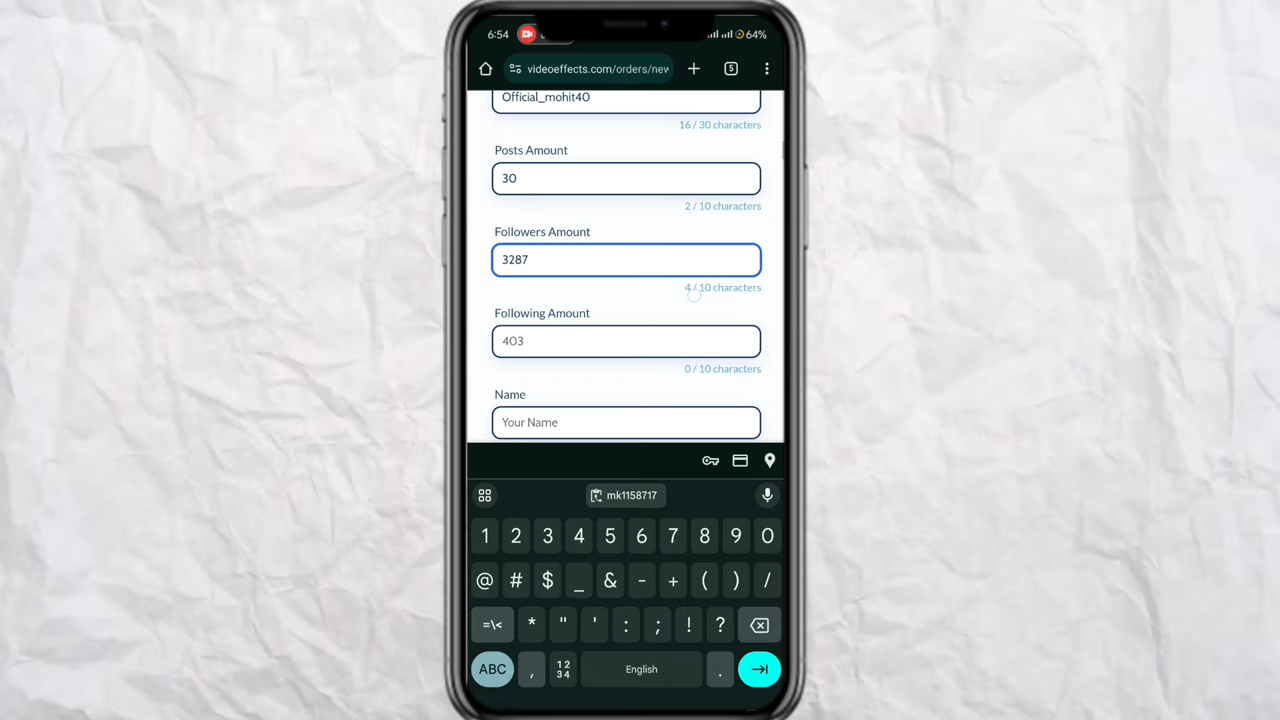 6:54 64%
videoeffects.com/orders/new 5
Official_mohit40
16 / 30 characters
Posts Amount
30
2 / 10 characters
Followers Amount
3287
4 / 10 characters
Following Amount
403
0 / 10 characters
Name
Your Name
mk1158717
1 2 3 4 5 6 7 8 9 0
@ # $ _ & - + ( ) /
=\< * " ' : ; ! ?
ABC , 12 34 English .